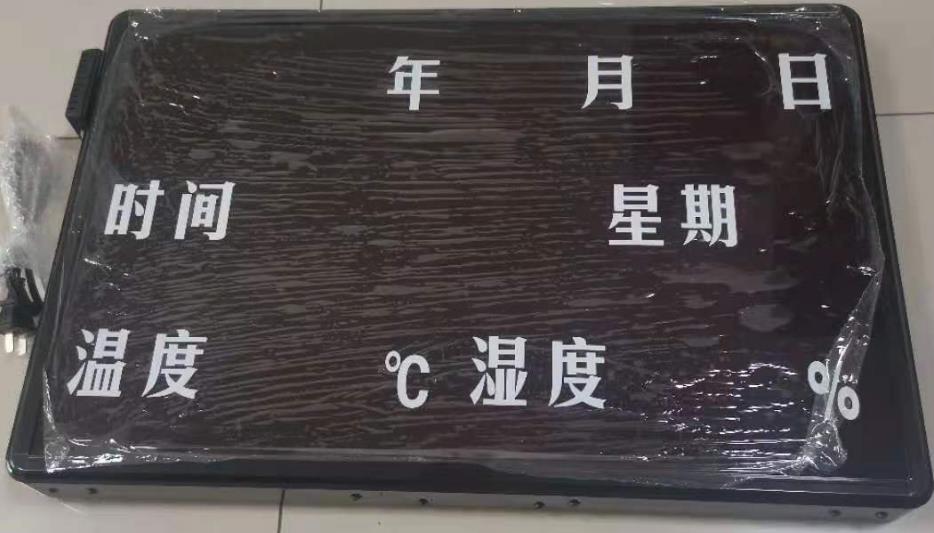 年 月 日
时间 星期
温度 ℃ 湿度 %